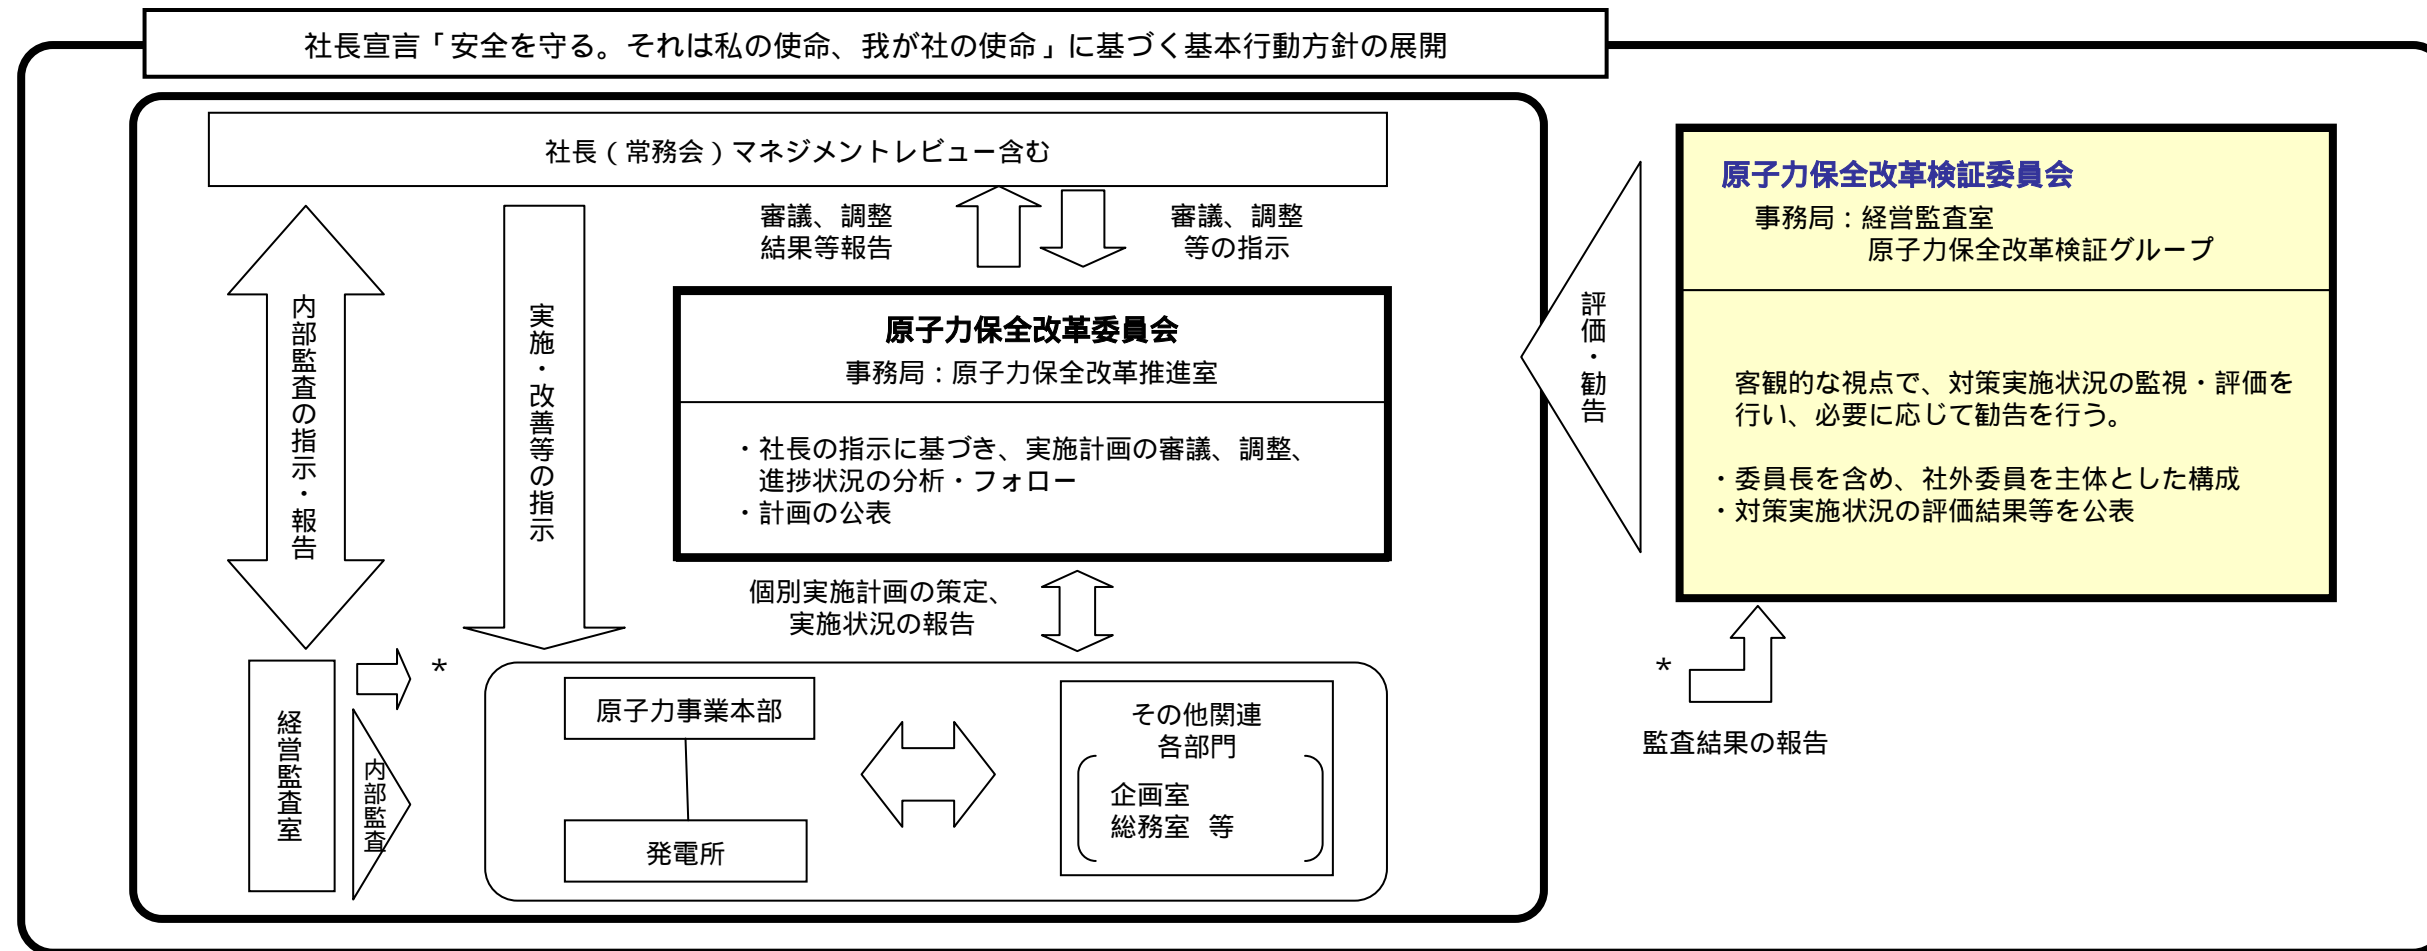 社長宣言「安全を守る。それは私の使命、我が社の使命」に基づく基本行動方針の展開
社長（常務会）マネジメントレビュー含む
審議、調整
結果等報告
審議、調整
等の指示
内部監査の指示・報告
実施・改善等の指示
原子力保全改革委員会
事務局：原子力保全改革推進室
・社長の指示に基づき、実施計画の審議、調整、
進捗状況の分析・フォロー
・計画の公表
個別実施計画の策定、
実施状況の報告
経営監査室
*
内部監査
原子力事業本部
発電所
その他関連
各部門
企画室
総務室 等
評価・勧告
原子力保全改革検証委員会
事務局：経営監査室
原子力保全改革検証グループ
客観的な視点で、対策実施状況の監視・評価を
行い、必要に応じて勧告を行う。
・委員長を含め、社外委員を主体とした構成
・対策実施状況の評価結果等を公表
*
監査結果の報告